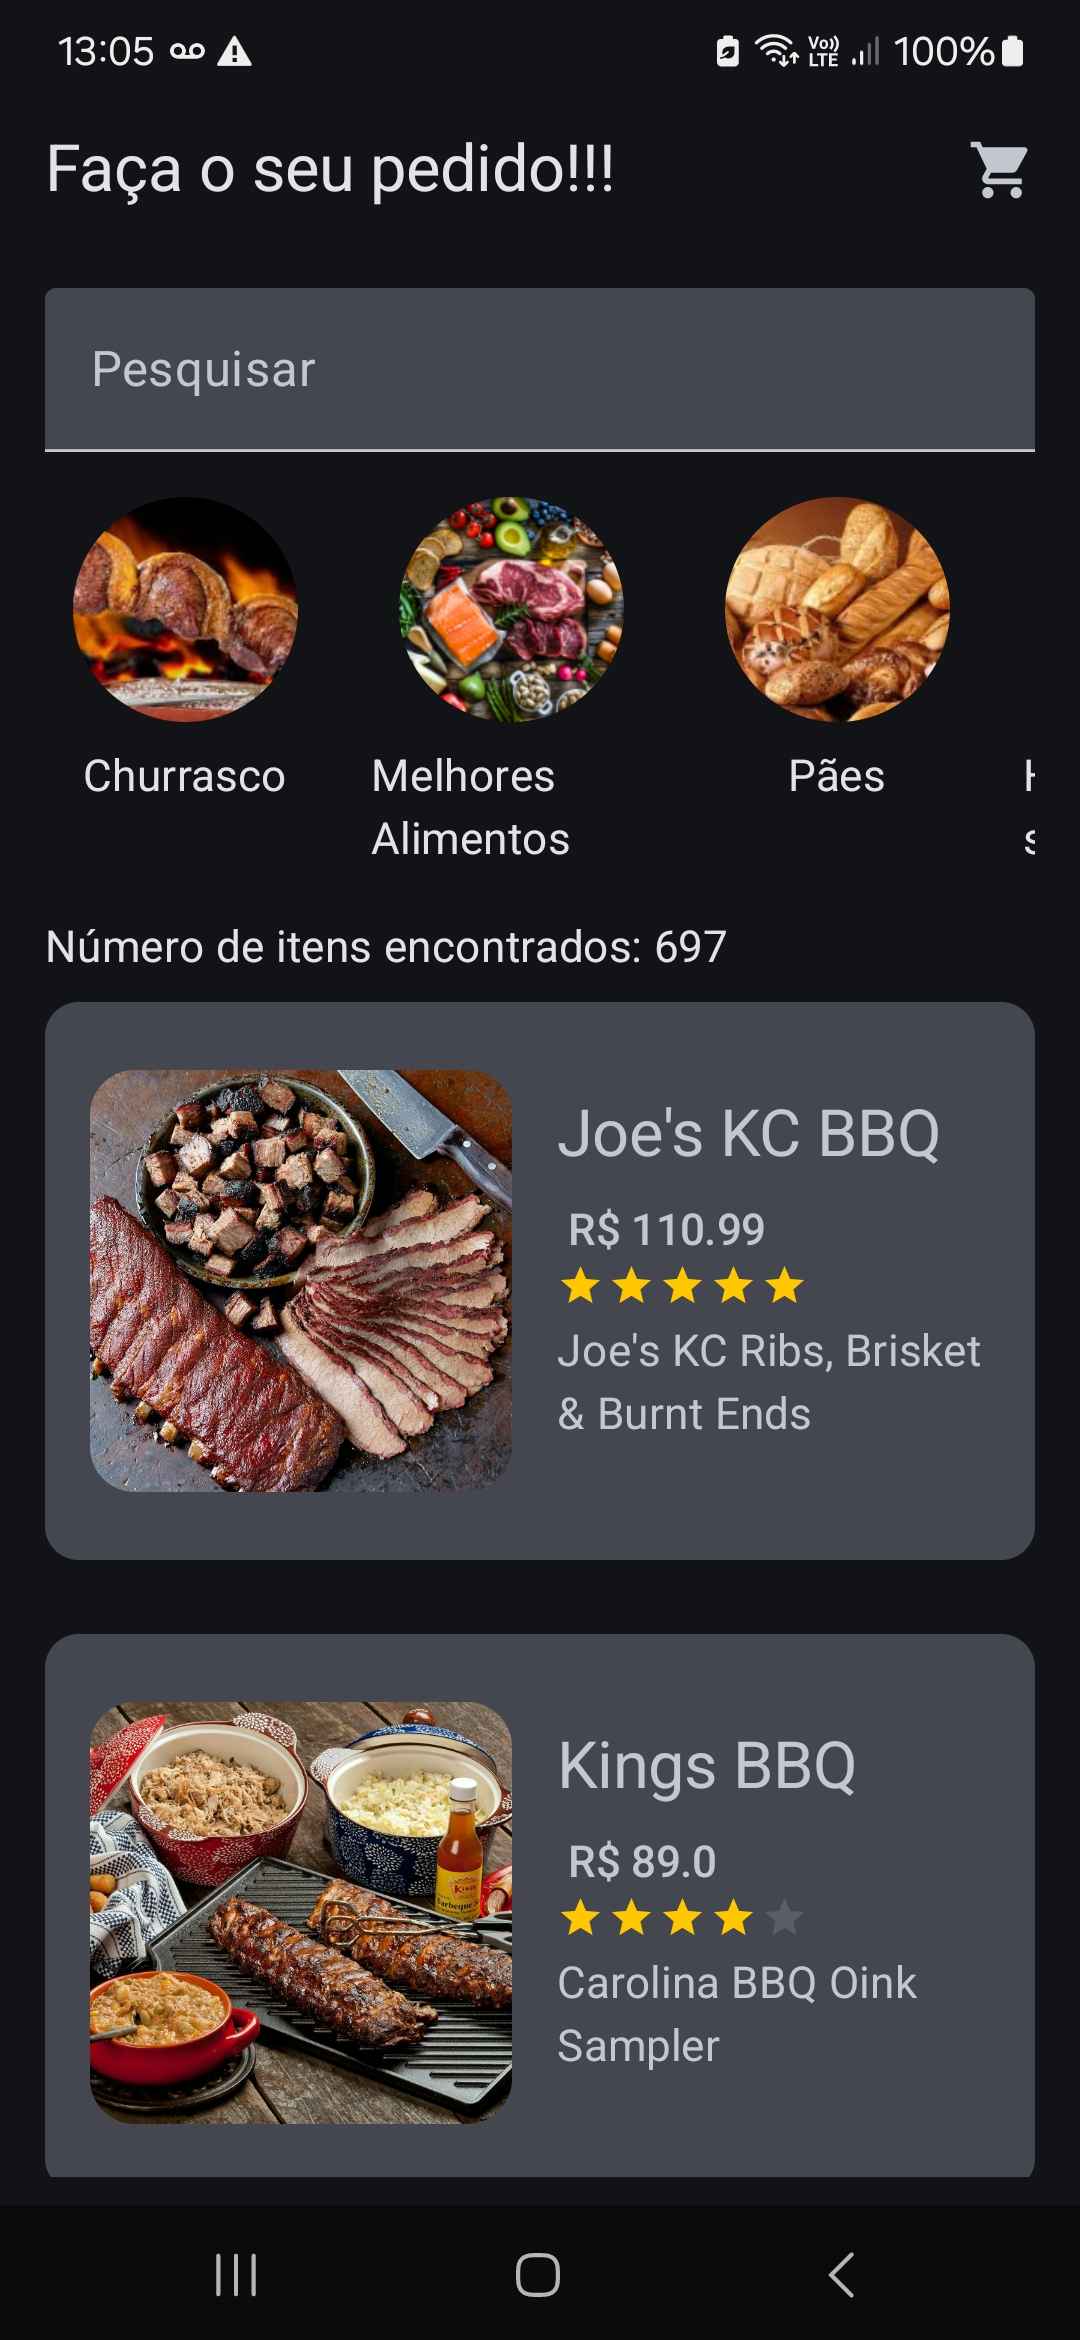 13:05
Vo)) LTE
100%
Faça o seu pedido!!!
Pesquisar
Churrasco
Melhores
Alimentos
Pães
Número de itens encontrados: 697
Joe's KC BBQ
R$ 110.99
Joe's KC Ribs, Brisket
& Burnt Ends
Kings BBQ
R$ 89.0
Carolina BBQ Oink
Sampler